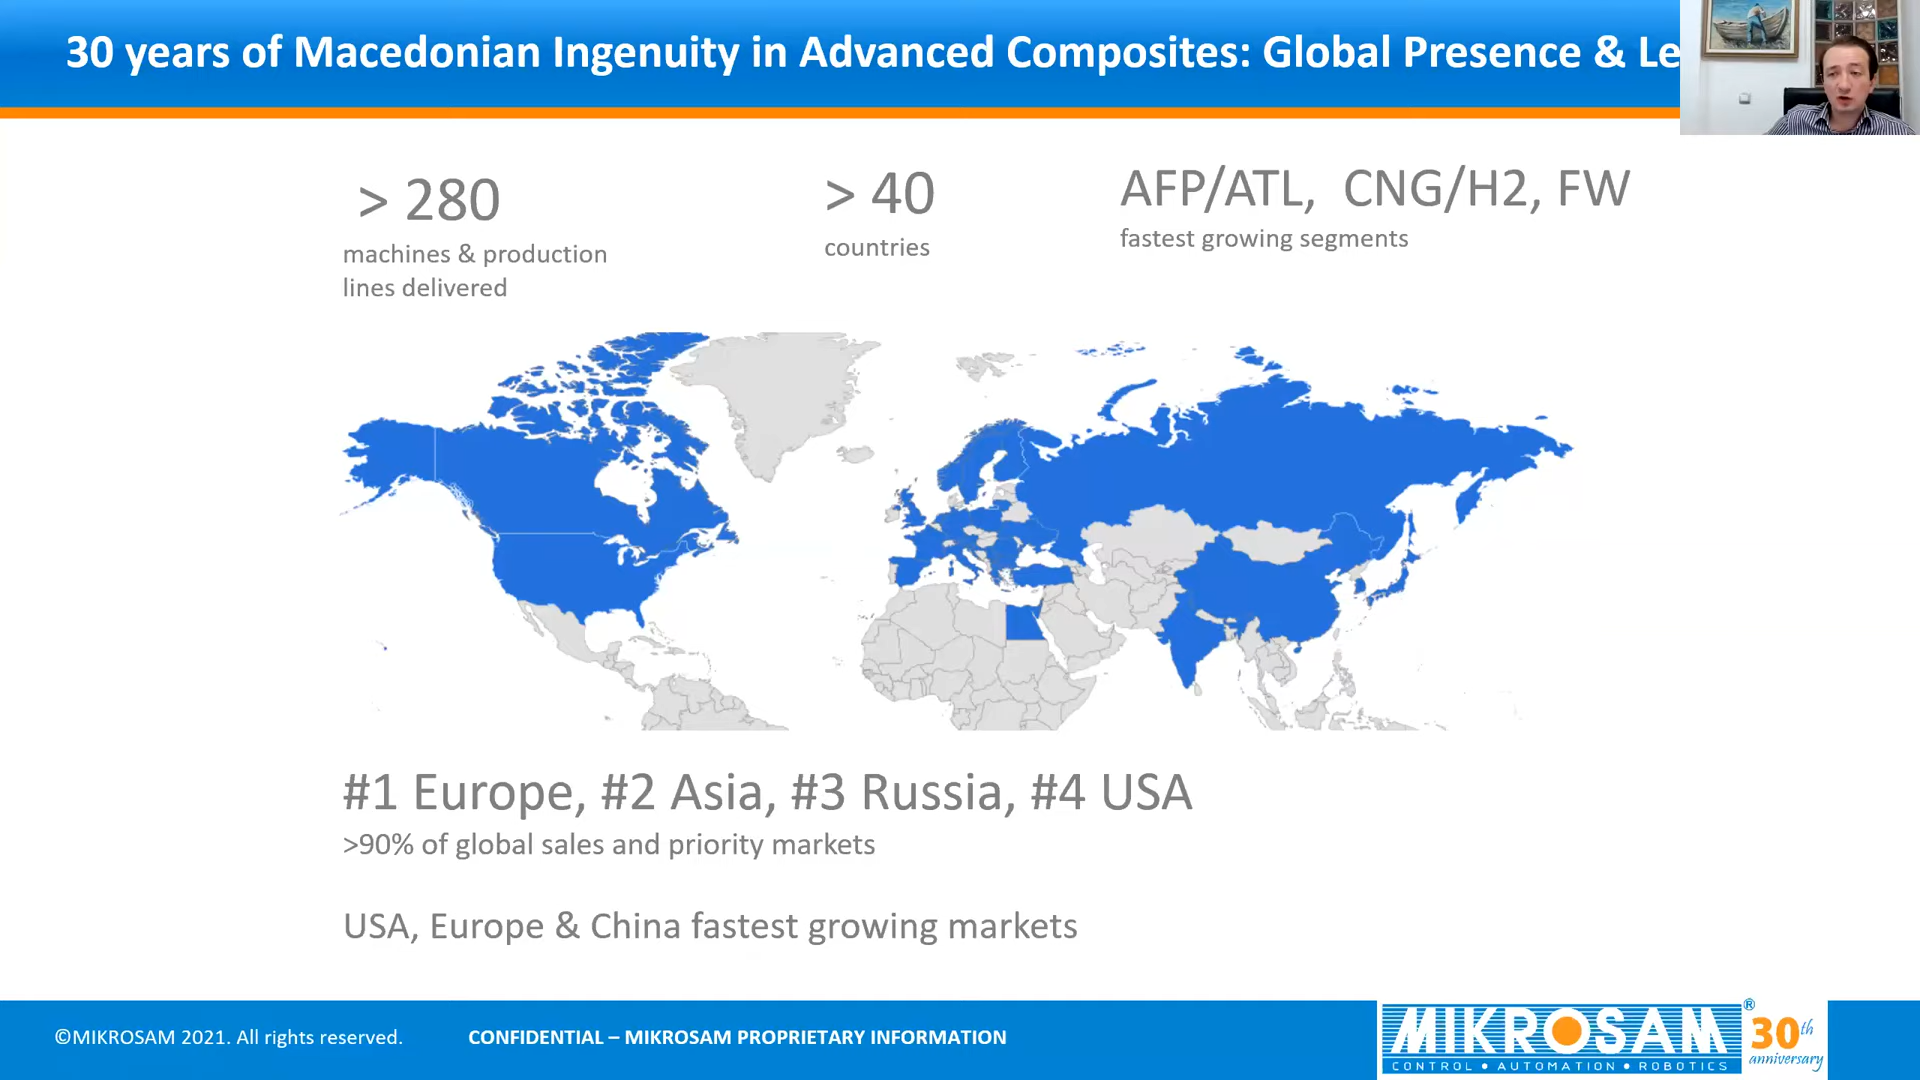 30 years of Macedonian Ingenuity in Advanced Composites: Global Presence &
> 280
machines & production
lines delivered
> 40
countries
AFP/ATL, CNG/H2, FW
fastest growing segments
#1 Europe, #2 Asia, #3 Russia, #4 USA
>90% of global sales and priority markets
USA, Europe & China fastest growing markets
©MIKROSAM 2021. All rights reserved.
CONFIDENTIAL – MIKROSAM PROPRIETARY INFORMATION
MIKROSAM®
CONTROL • AUTOMATION • ROBOTICS
30th
anniversary